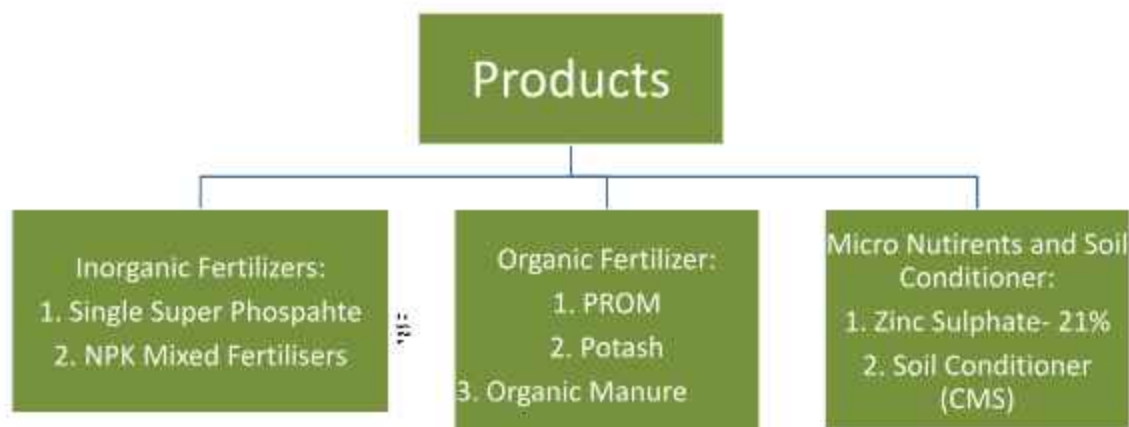 Products
Inorganic Fertilizers:
1. Single Super Phospahte
2. NPK Mixed Fertilisers
Organic Fertilizer:
1. PROM
2. Potash
3. Organic Manure
Micro Nutirents and Soil
Conditioner:
1. Zinc Sulphate- 21%
2. Soil Conditioner
(CMS)